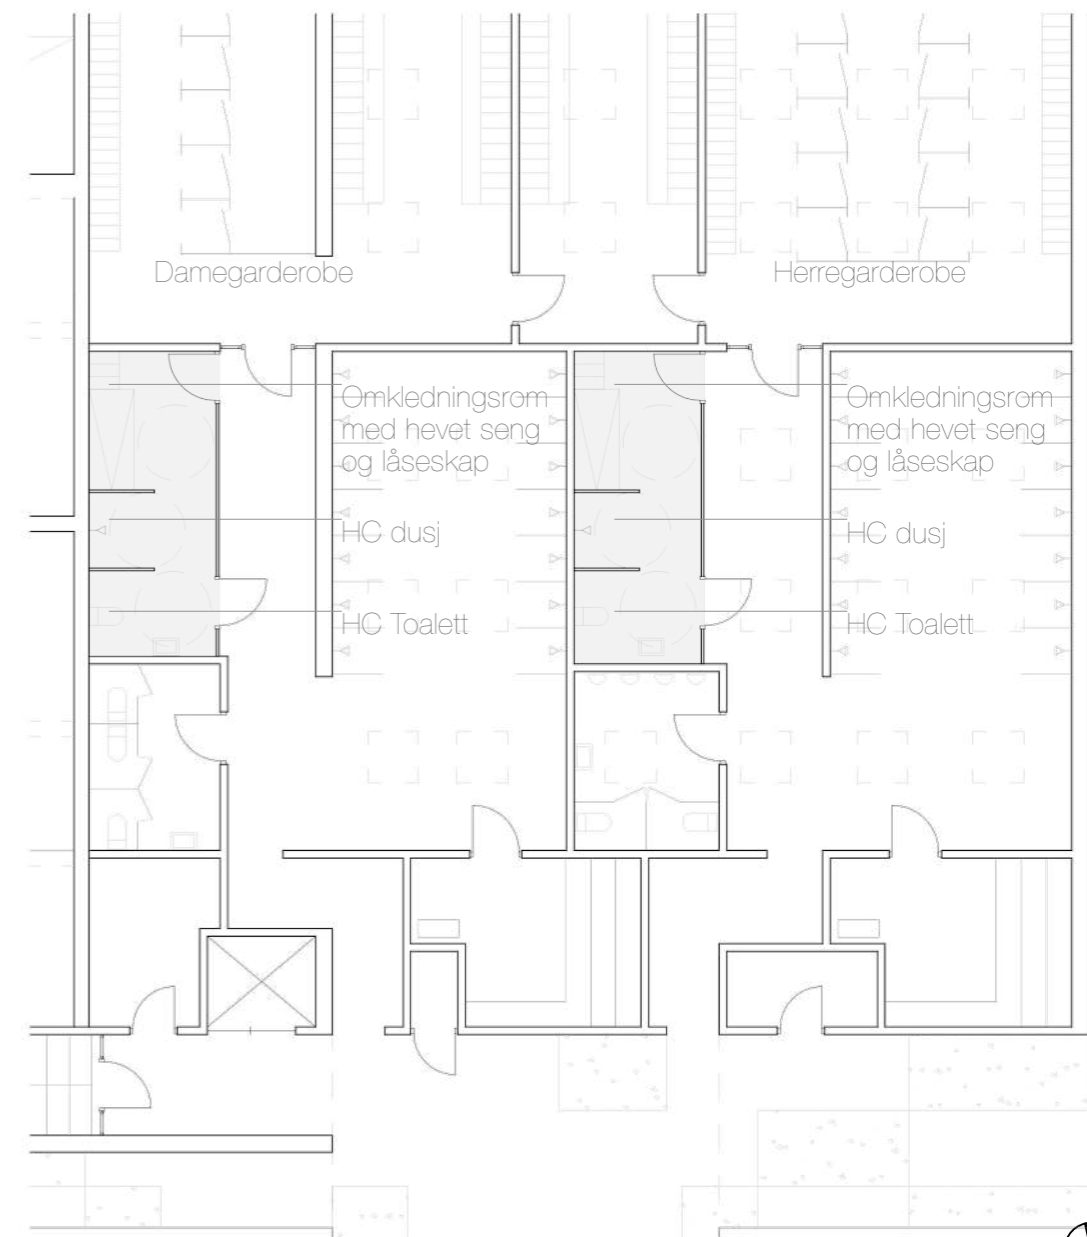 Damegarderobe
Herregarderobe
Omkledningsrom
med hevet seng
og låseskap
HC dusj
HC Toalett
Omkledningsrom
med hevet seng
og låseskap
HC dusj
HC Toalett